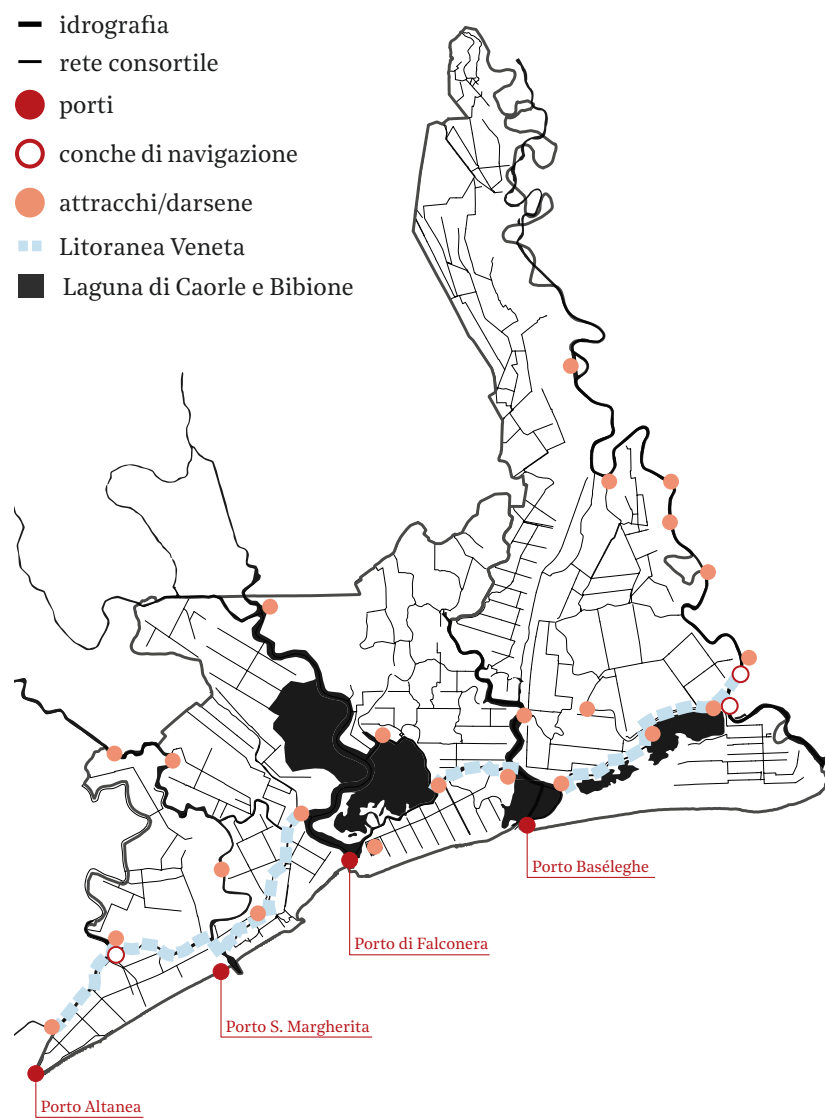 idrografia
rete consortile
porti
conche di navigazione
attracchi/darsene
Litoranea Veneta
Laguna di Caorle e Bibione
Porto Baséleghe
Porto di Falconera
Porto S. Margherita
Porto Altanea